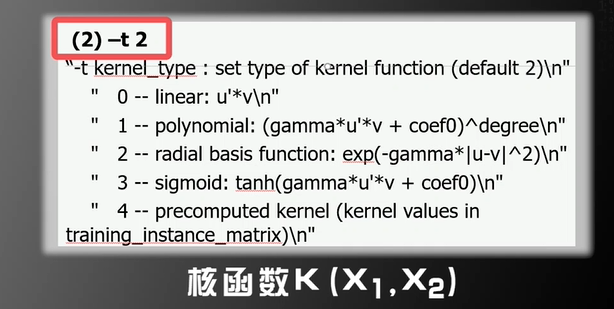 (2) –t 2
"-t kernel_type : set type of kernel function (default 2)\n"
" 0 -- linear: u'*v\n"
" 1 -- polynomial: (gamma*u'*v + coef0)^degree\n"
" 2 -- radial basis function: exp(-gamma*|u-v|^2)\n"
" 3 -- sigmoid: tanh(gamma*u'*v + coef0)\n"
" 4 -- precomputed kernel (kernel values in
training_instance_matrix)\n"
核函数K(X₁,X₂)